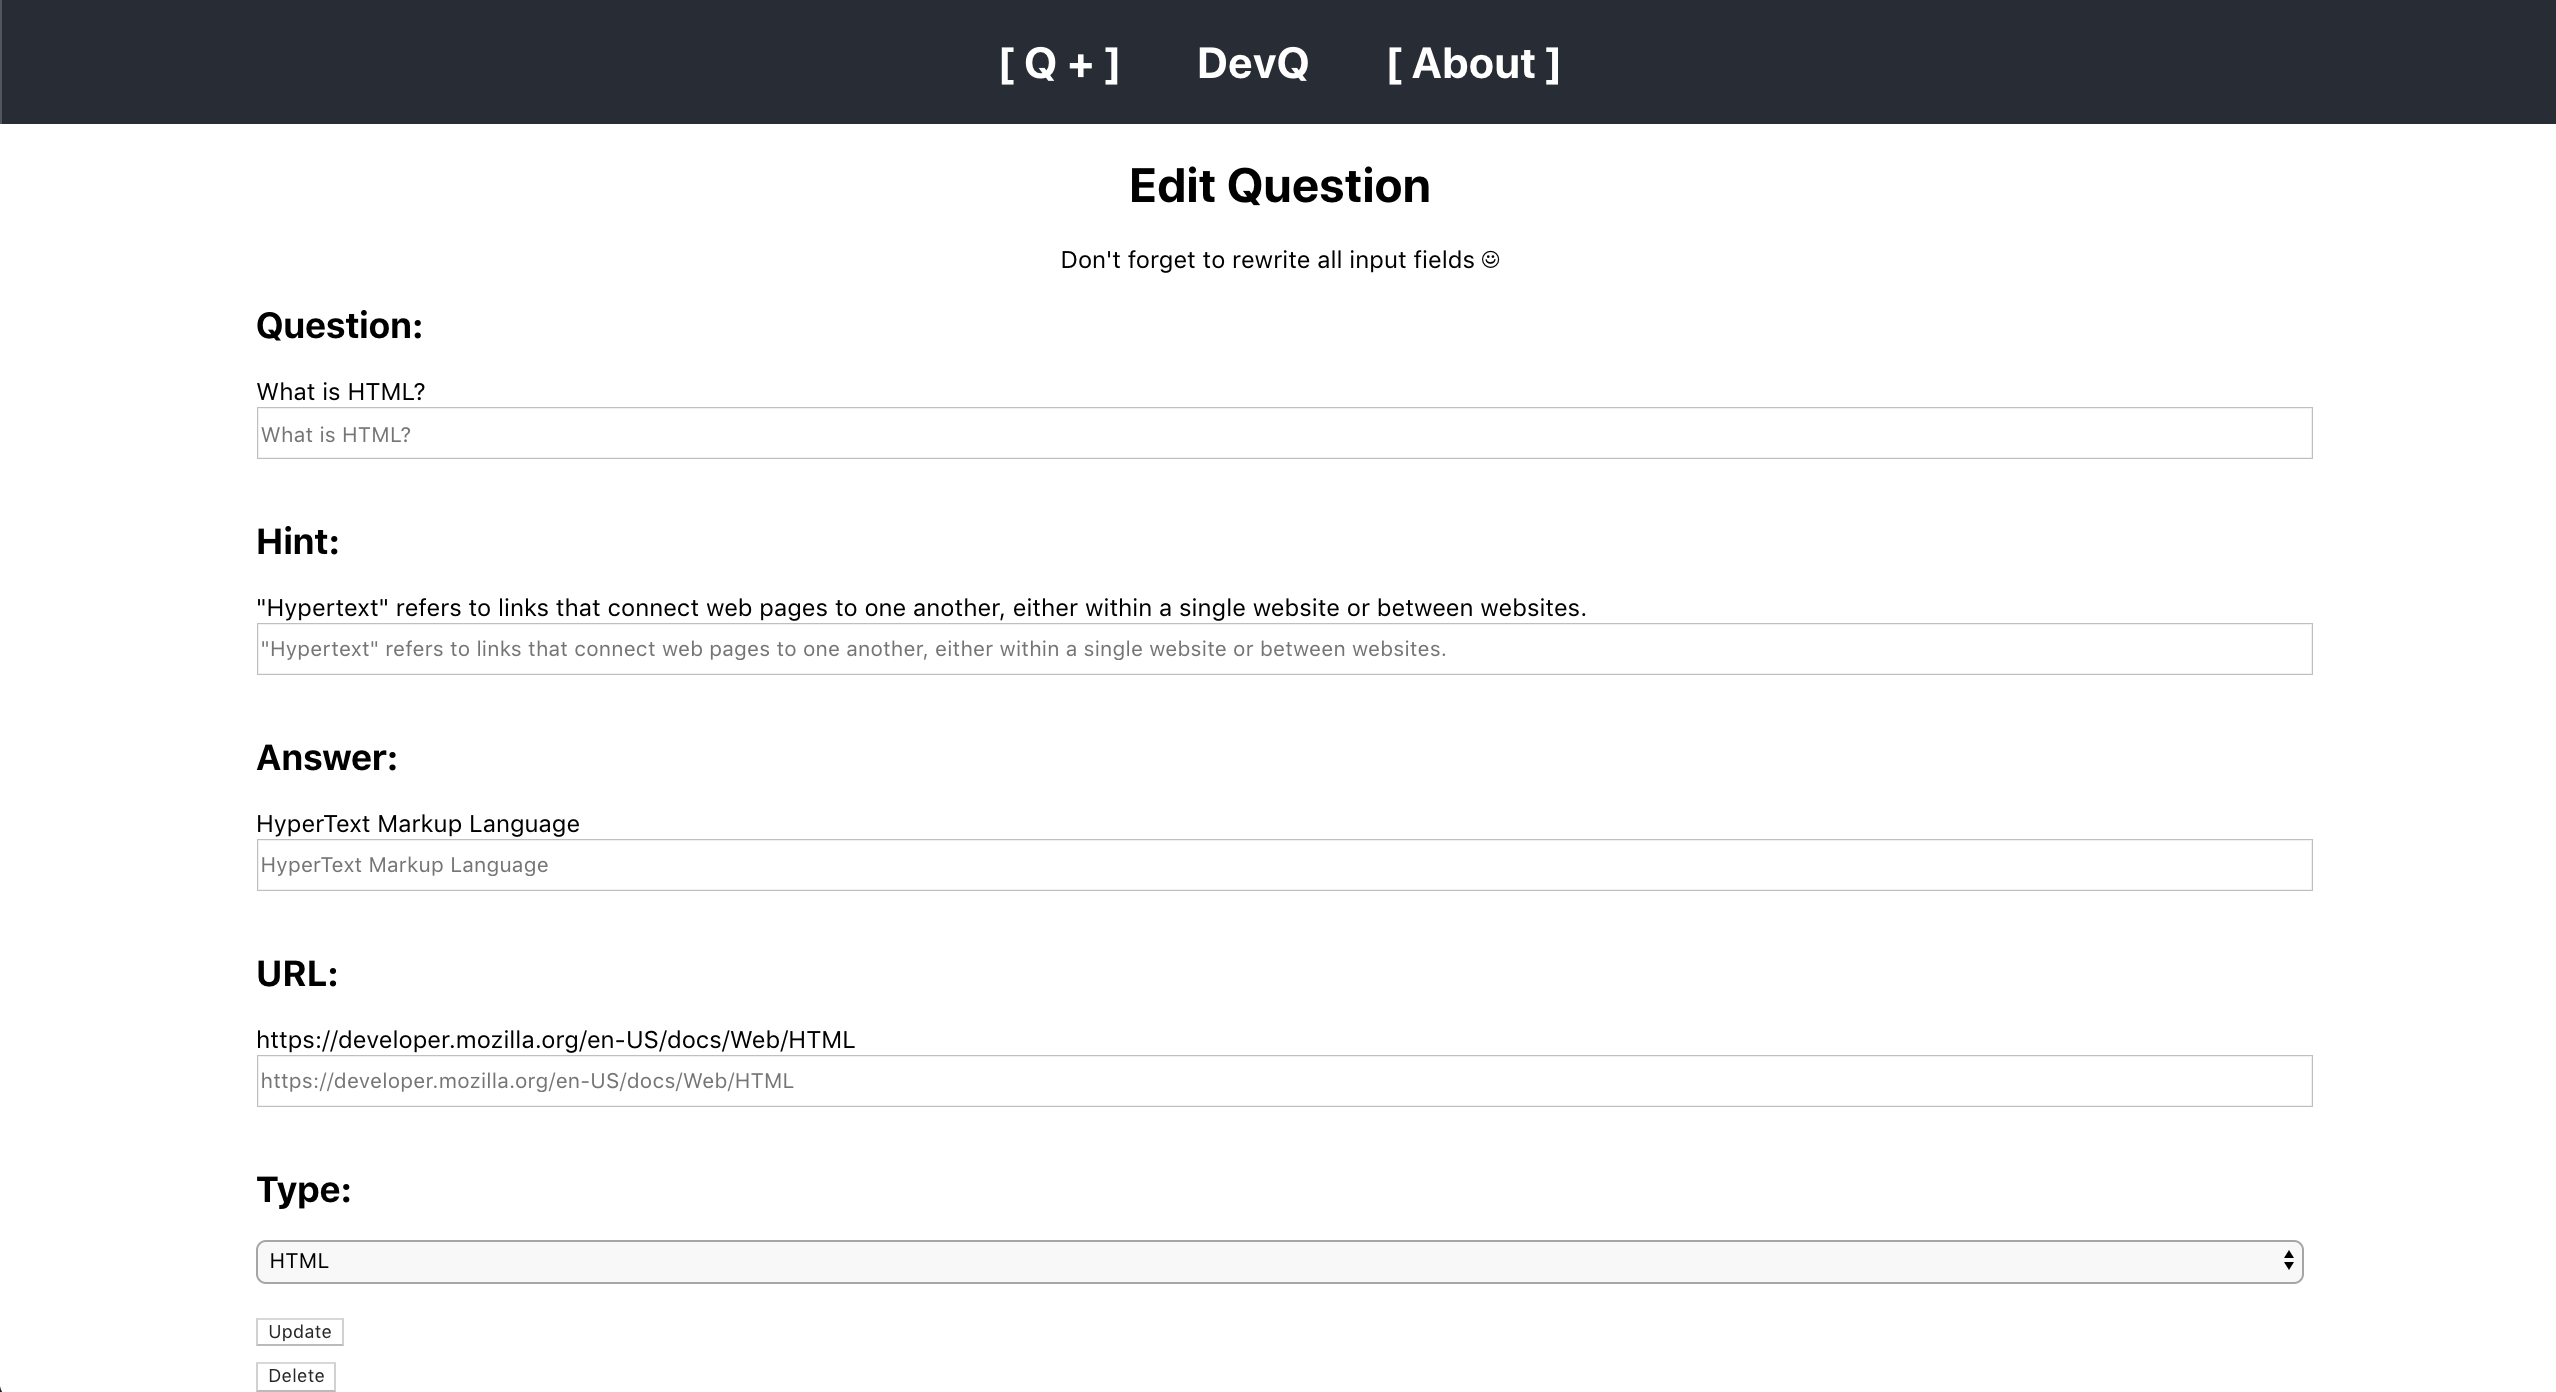 [ Q + ] DevQ [ About ]
Edit Question
Don't forget to rewrite all input fields ☺
Question:
What is HTML?
What is HTML?
Hint:
"Hypertext" refers to links that connect web pages to one another, either within a single website or between websites.
"Hypertext" refers to links that connect web pages to one another, either within a single website or between websites.
Answer:
HyperText Markup Language
HyperText Markup Language
URL:
https://developer.mozilla.org/en-US/docs/Web/HTML
https://developer.mozilla.org/en-US/docs/Web/HTML
Type:
HTML
Update
Delete